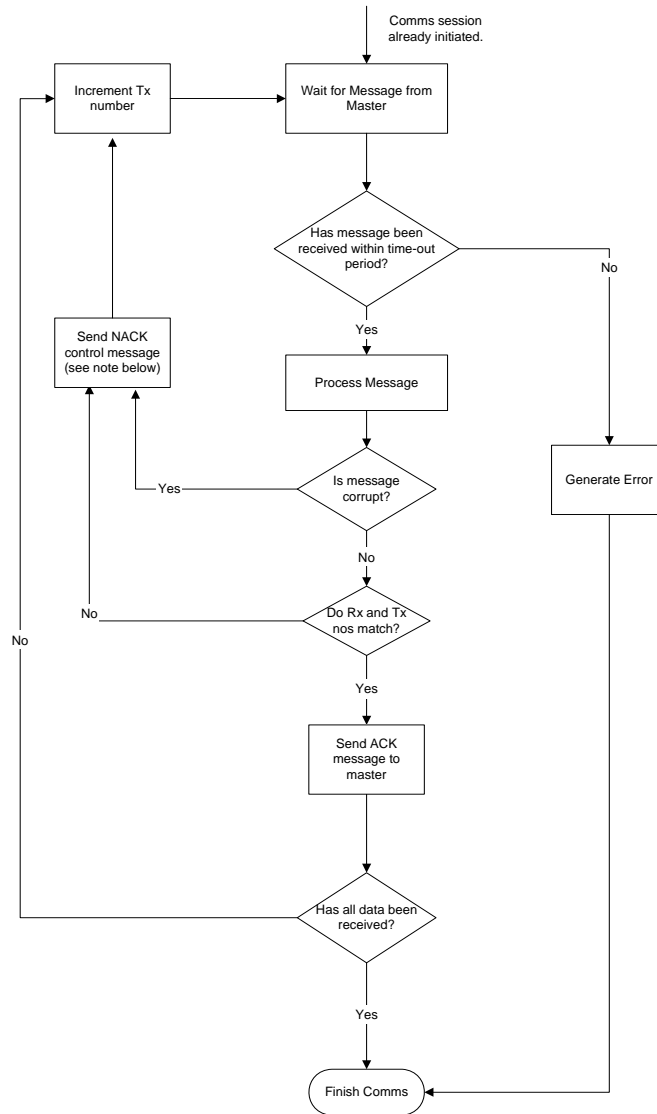 Comms session
already initiated.
Increment Tx
number
Wait for Message from
Master
Has message been
received within time-out
period?
No
Yes
Send NACK
control message
(see note below)
Process Message
Is message
corrupt?
Yes
Generate Error
No
Do Rx and Tx
nos match?
No
No
Yes
Send ACK
message to
master
Has all data been
received?
Yes
Finish Comms